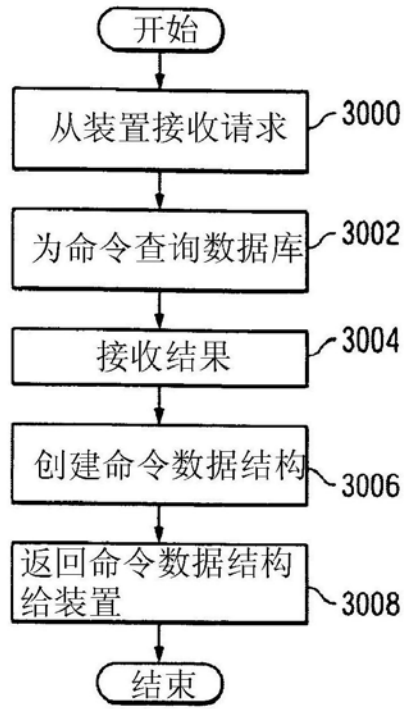 开始
从装置接收请求
3000
为命令查询数据库
3002
接收结果
3004
创建命令数据结构
3006
返回命令数据结构
给装置
3008
结束